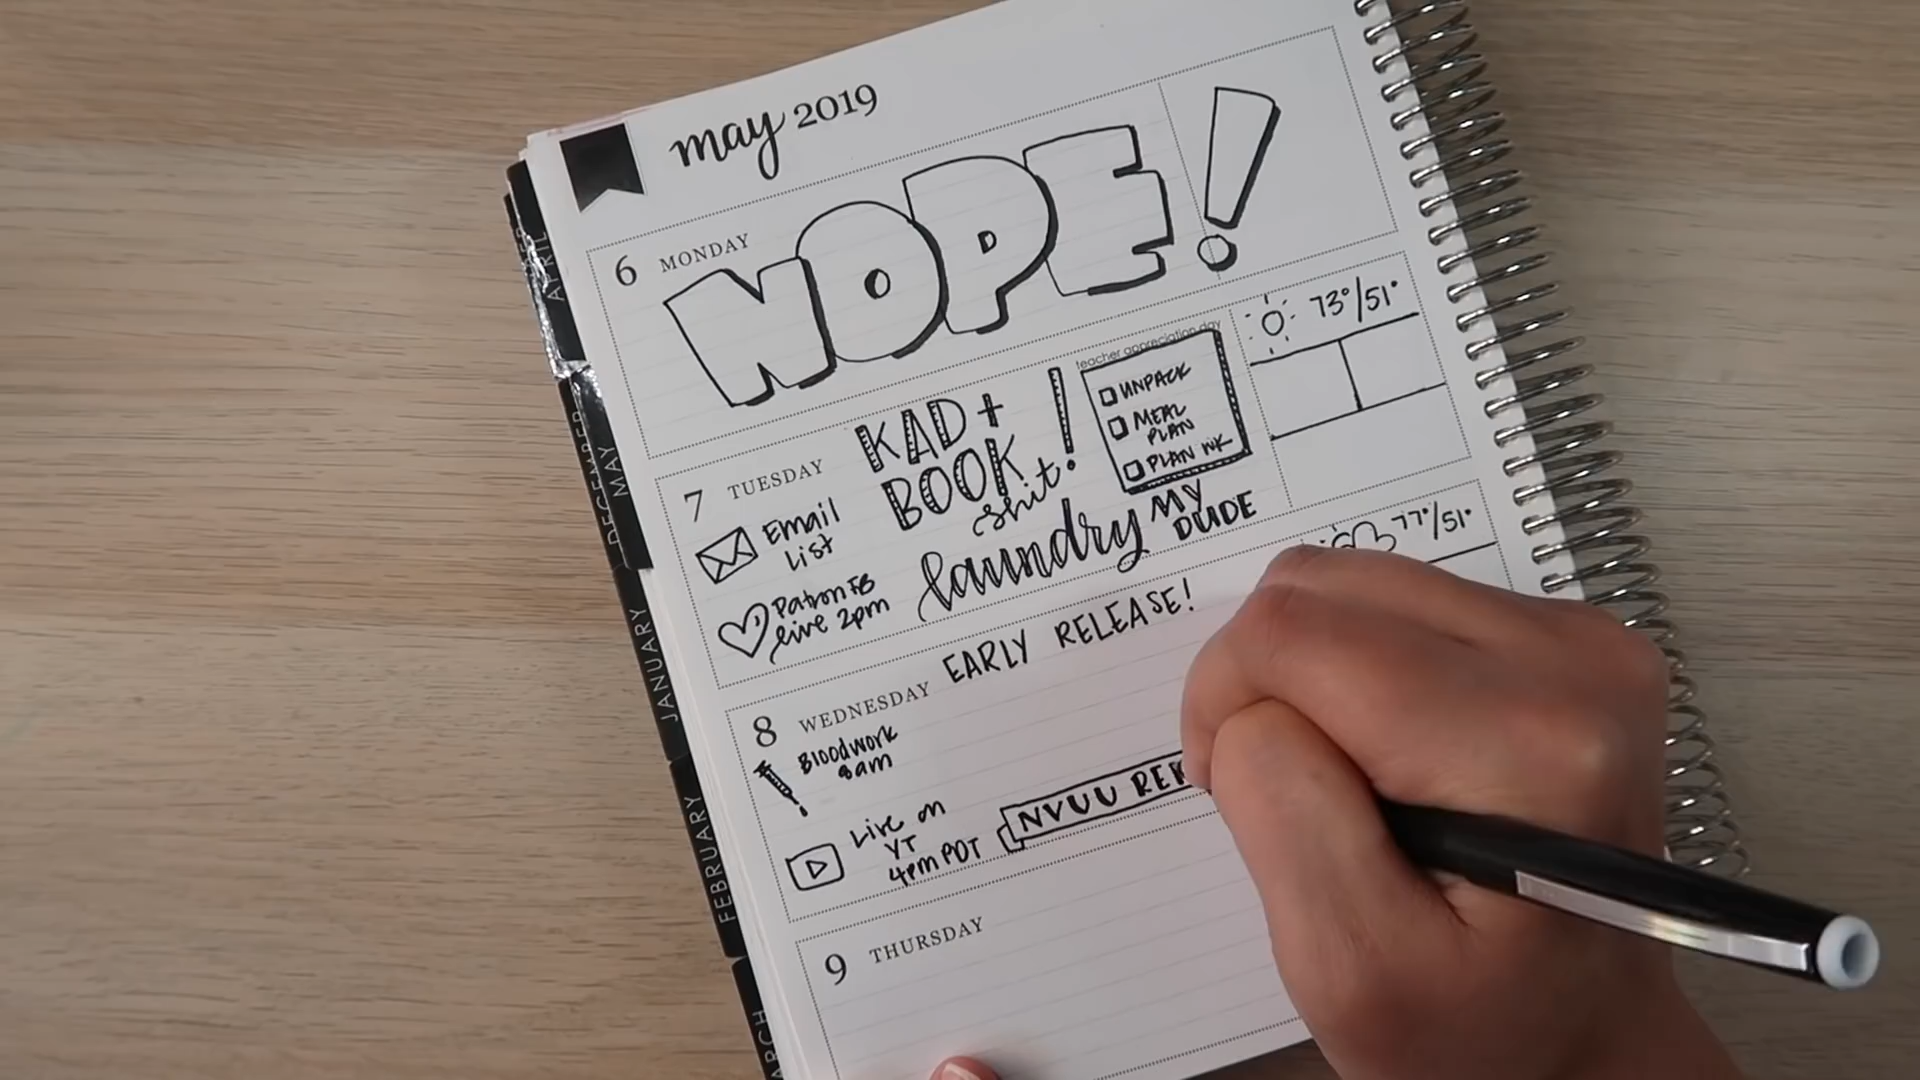 may 2019
6 MONDAY
NOPE!
73°/51°
teacher appreciation day
7 TUESDAY
KAD +
BOOK
shit!
UNPACK
MEAL
PLAN
PLAN WK
Email
List
laundry MY
DUDE
Patron FB
live 2pm
77°/51°
8 WEDNESDAY
EARLY RELEASE!
Bloodwork
8am
Live on
YT
4pm PDT
NVUU
9 THURSDAY
APRIL
DECEMBER
MAY
JANUARY
FEBRUARY